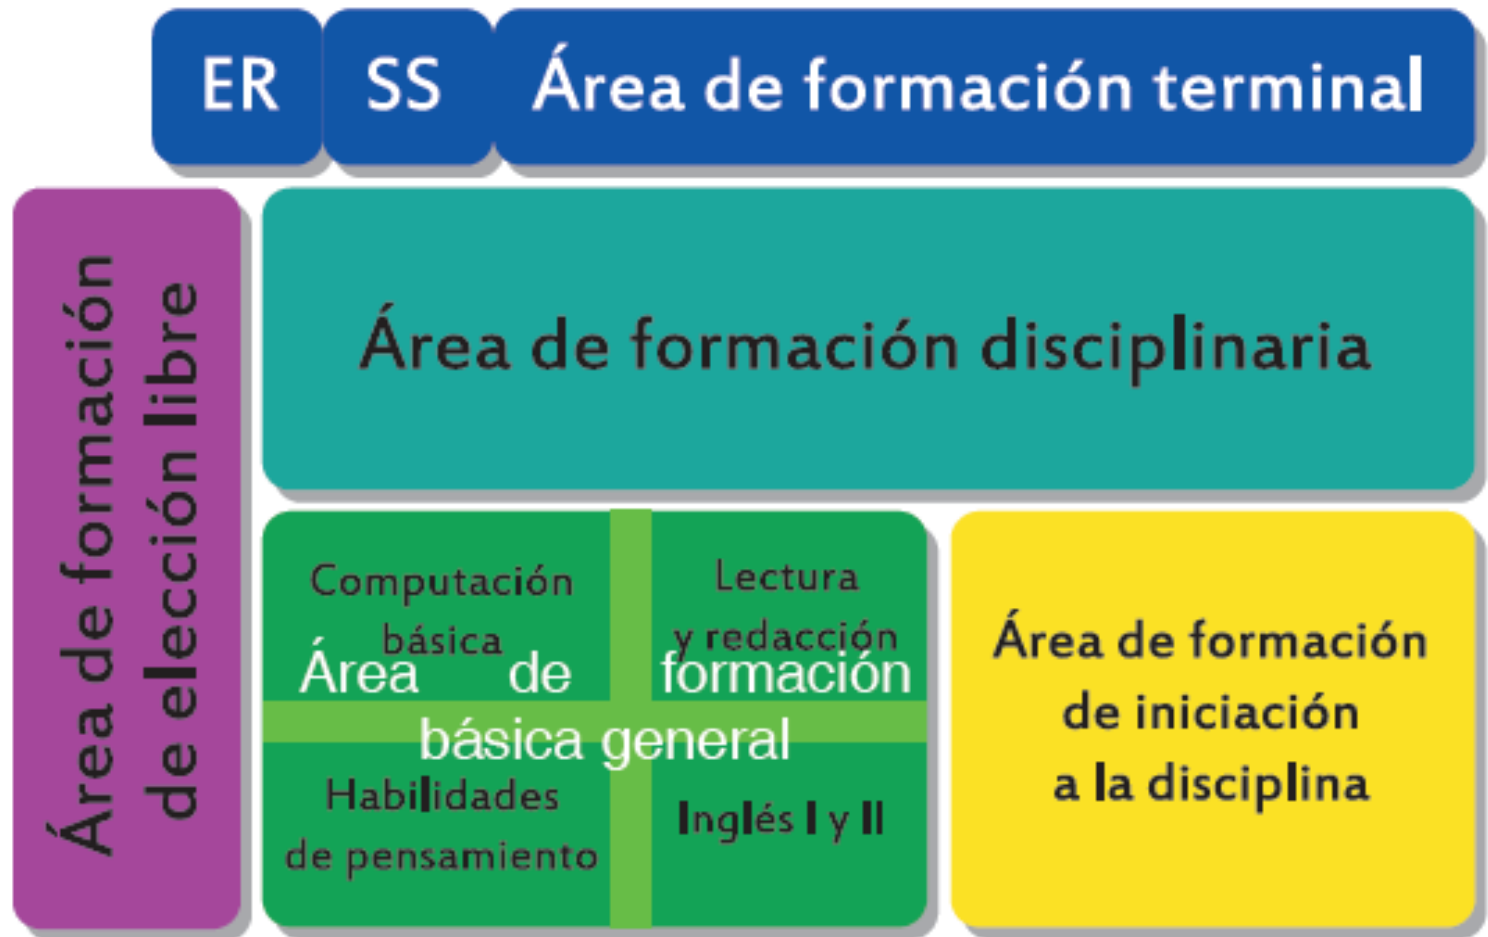 ER
SS
Área de formación terminal
Área de formación
de elección libre
Área de formación disciplinaria
Computación
básica
Lectura
y redacción
Área de formación
básica general
Habilidades
de pensamiento
Inglés I y II
Área de formación
de iniciación
a la disciplina